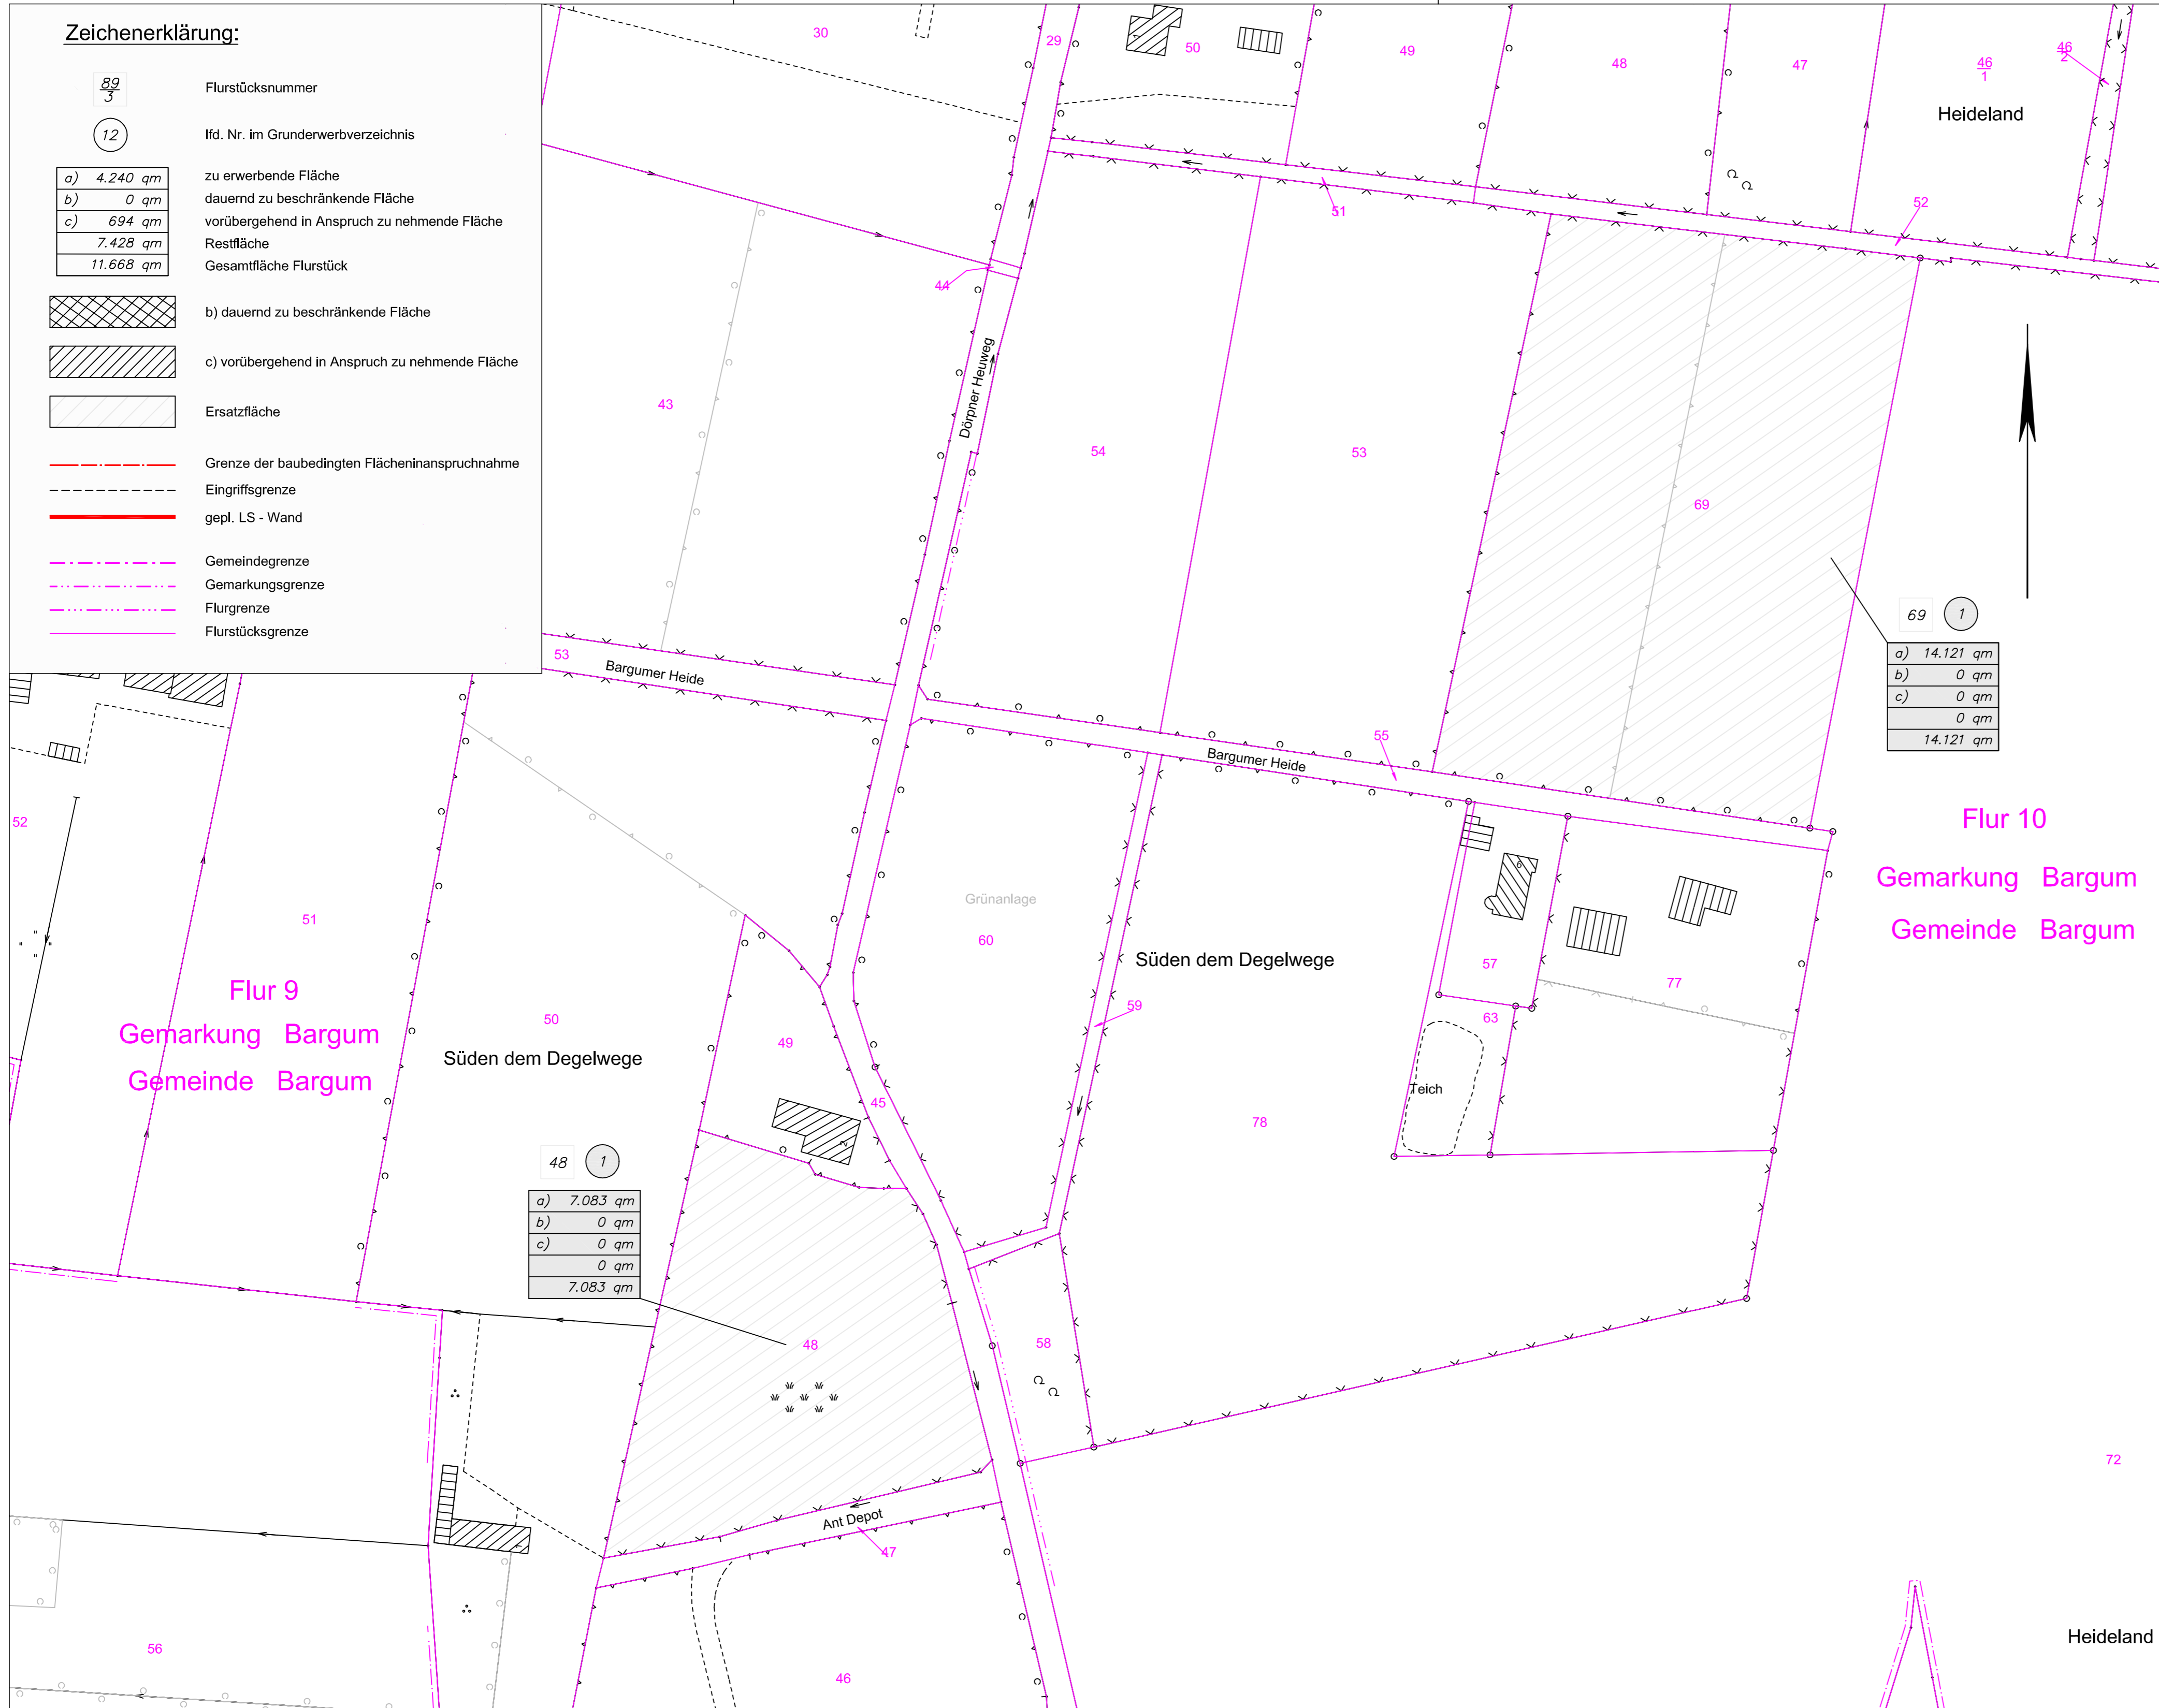 Zeichenerklärung:
89
3
Flurstücksnummer
12
lfd. Nr. im Grunderwerbverzeichnis
a) 4.240 qm zu erwerbende Fläche
b) 0 qm dauernd zu beschränkende Fläche
c) 694 qm vorübergehend in Anspruch zu nehmende Fläche
7.428 qm Restfläche
11.668 qm Gesamtfläche Flurstück
b) dauernd zu beschränkende Fläche
c) vorübergehend in Anspruch zu nehmende Fläche
Ersatzfläche
Grenze der baubedingten Flächeninanspruchnahme
Eingriffsgrenze
gepl. LS - Wand
Gemeindegrenze
Gemarkungsgrenze
Flurgrenze
Flurstücksgrenze
30
29
50
49
48
47
46
1
46
2
Heideland
51
52
44
43
Dörpner Heuweg
54
53
69
69 1
a) 14.121 qm
b) 0 qm
c) 0 qm
0 qm
14.121 qm
53
Bargumer Heide
55
Bargumer Heide
Flur 10
Gemarkung Bargum
Gemeinde Bargum
52
51
Flur 9
Gemarkung Bargum
Gemeinde Bargum
50
Süden dem Degelwege
49
45
2
Grünanlage
60
Süden dem Degelwege
59
6
57
77
63
Teich
78
48 1
a) 7.083 qm
b) 0 qm
c) 0 qm
0 qm
7.083 qm
48
58
72
Ant Depot
47
1
56
46
Heideland